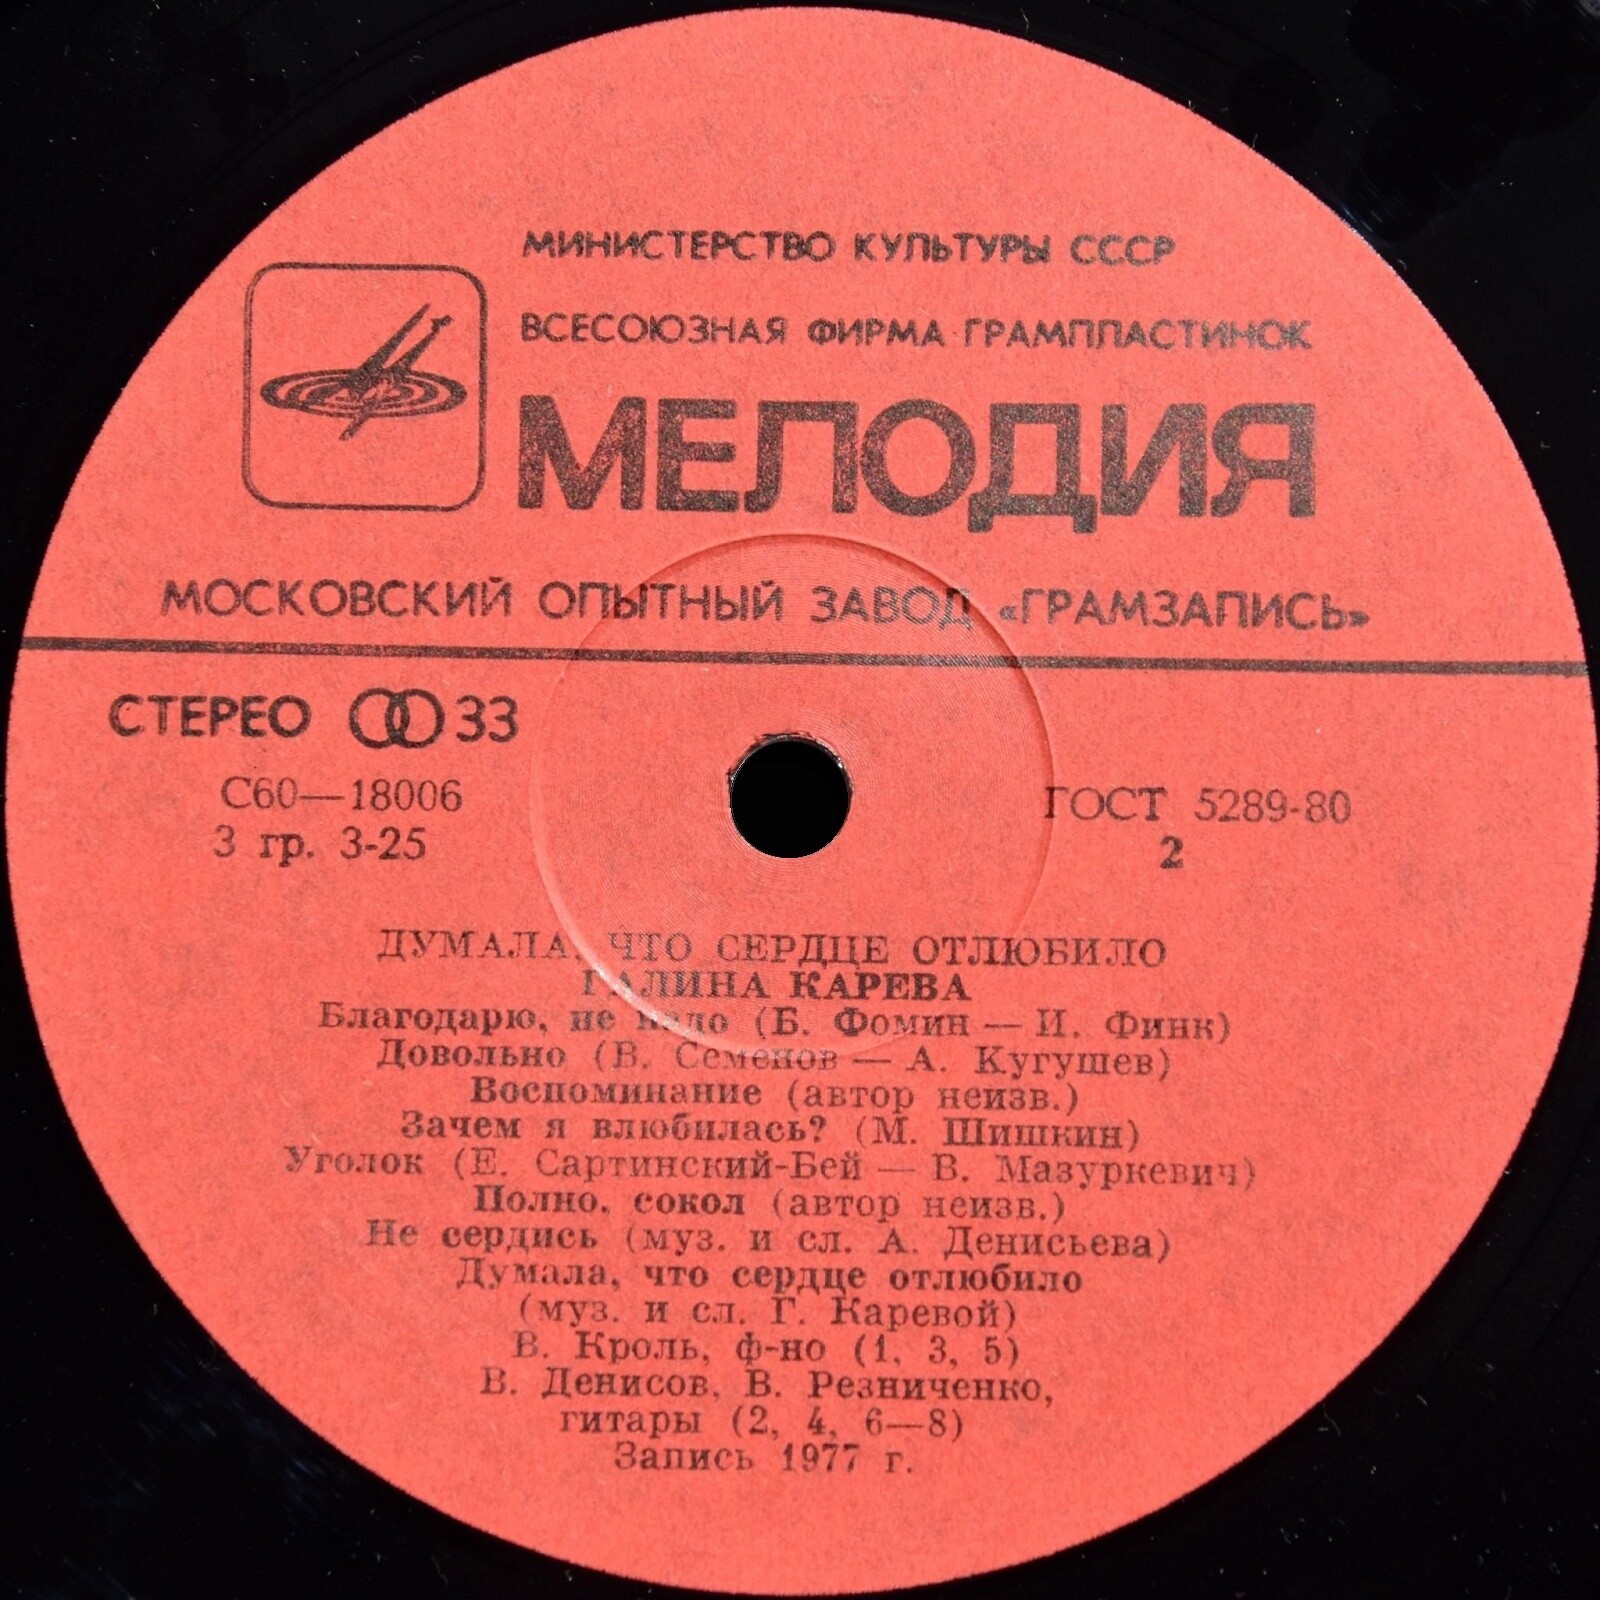 МИНИСТЕРСТВО КУЛЬТУРЫ СССР
ВСЕСОЮЗНАЯ ФИРМА ГРАМПЛАСТИНОК
МЕЛОДИЯ
МОСКОВСКИЙ ОПЫТНЫЙ ЗАВОД «ГРАМЗАПИСЬ»
СТЕРЕО 33
С60—18006
ГОСТ 5289-80
3 гр. 3-25
2
ДУМАЛА, ЧТО СЕРДЦЕ ОТЛЮБИЛО
ГАЛИНА КАРЕВА
Благодарю, не надо (Б. Фомин — И. Финк)
Довольно (В. Семенов — А. Кугушев)
Воспоминание (автор неизв.)
Зачем я влюбилась? (М. Шишкин)
Уголок (Е. Сартинский-Бей — В. Мазуркевич)
Полно, сокол (автор неизв.)
Не сердись (муз. и сл. А. Денисьева)
Думала, что сердце отлюбило
(муз. и сл. Г. Каревой)
В. Кроль, ф-но (1, 3, 5)
В. Денисов, В. Резниченко,
гитары (2, 4, 6—8)
Запись 1977 г.